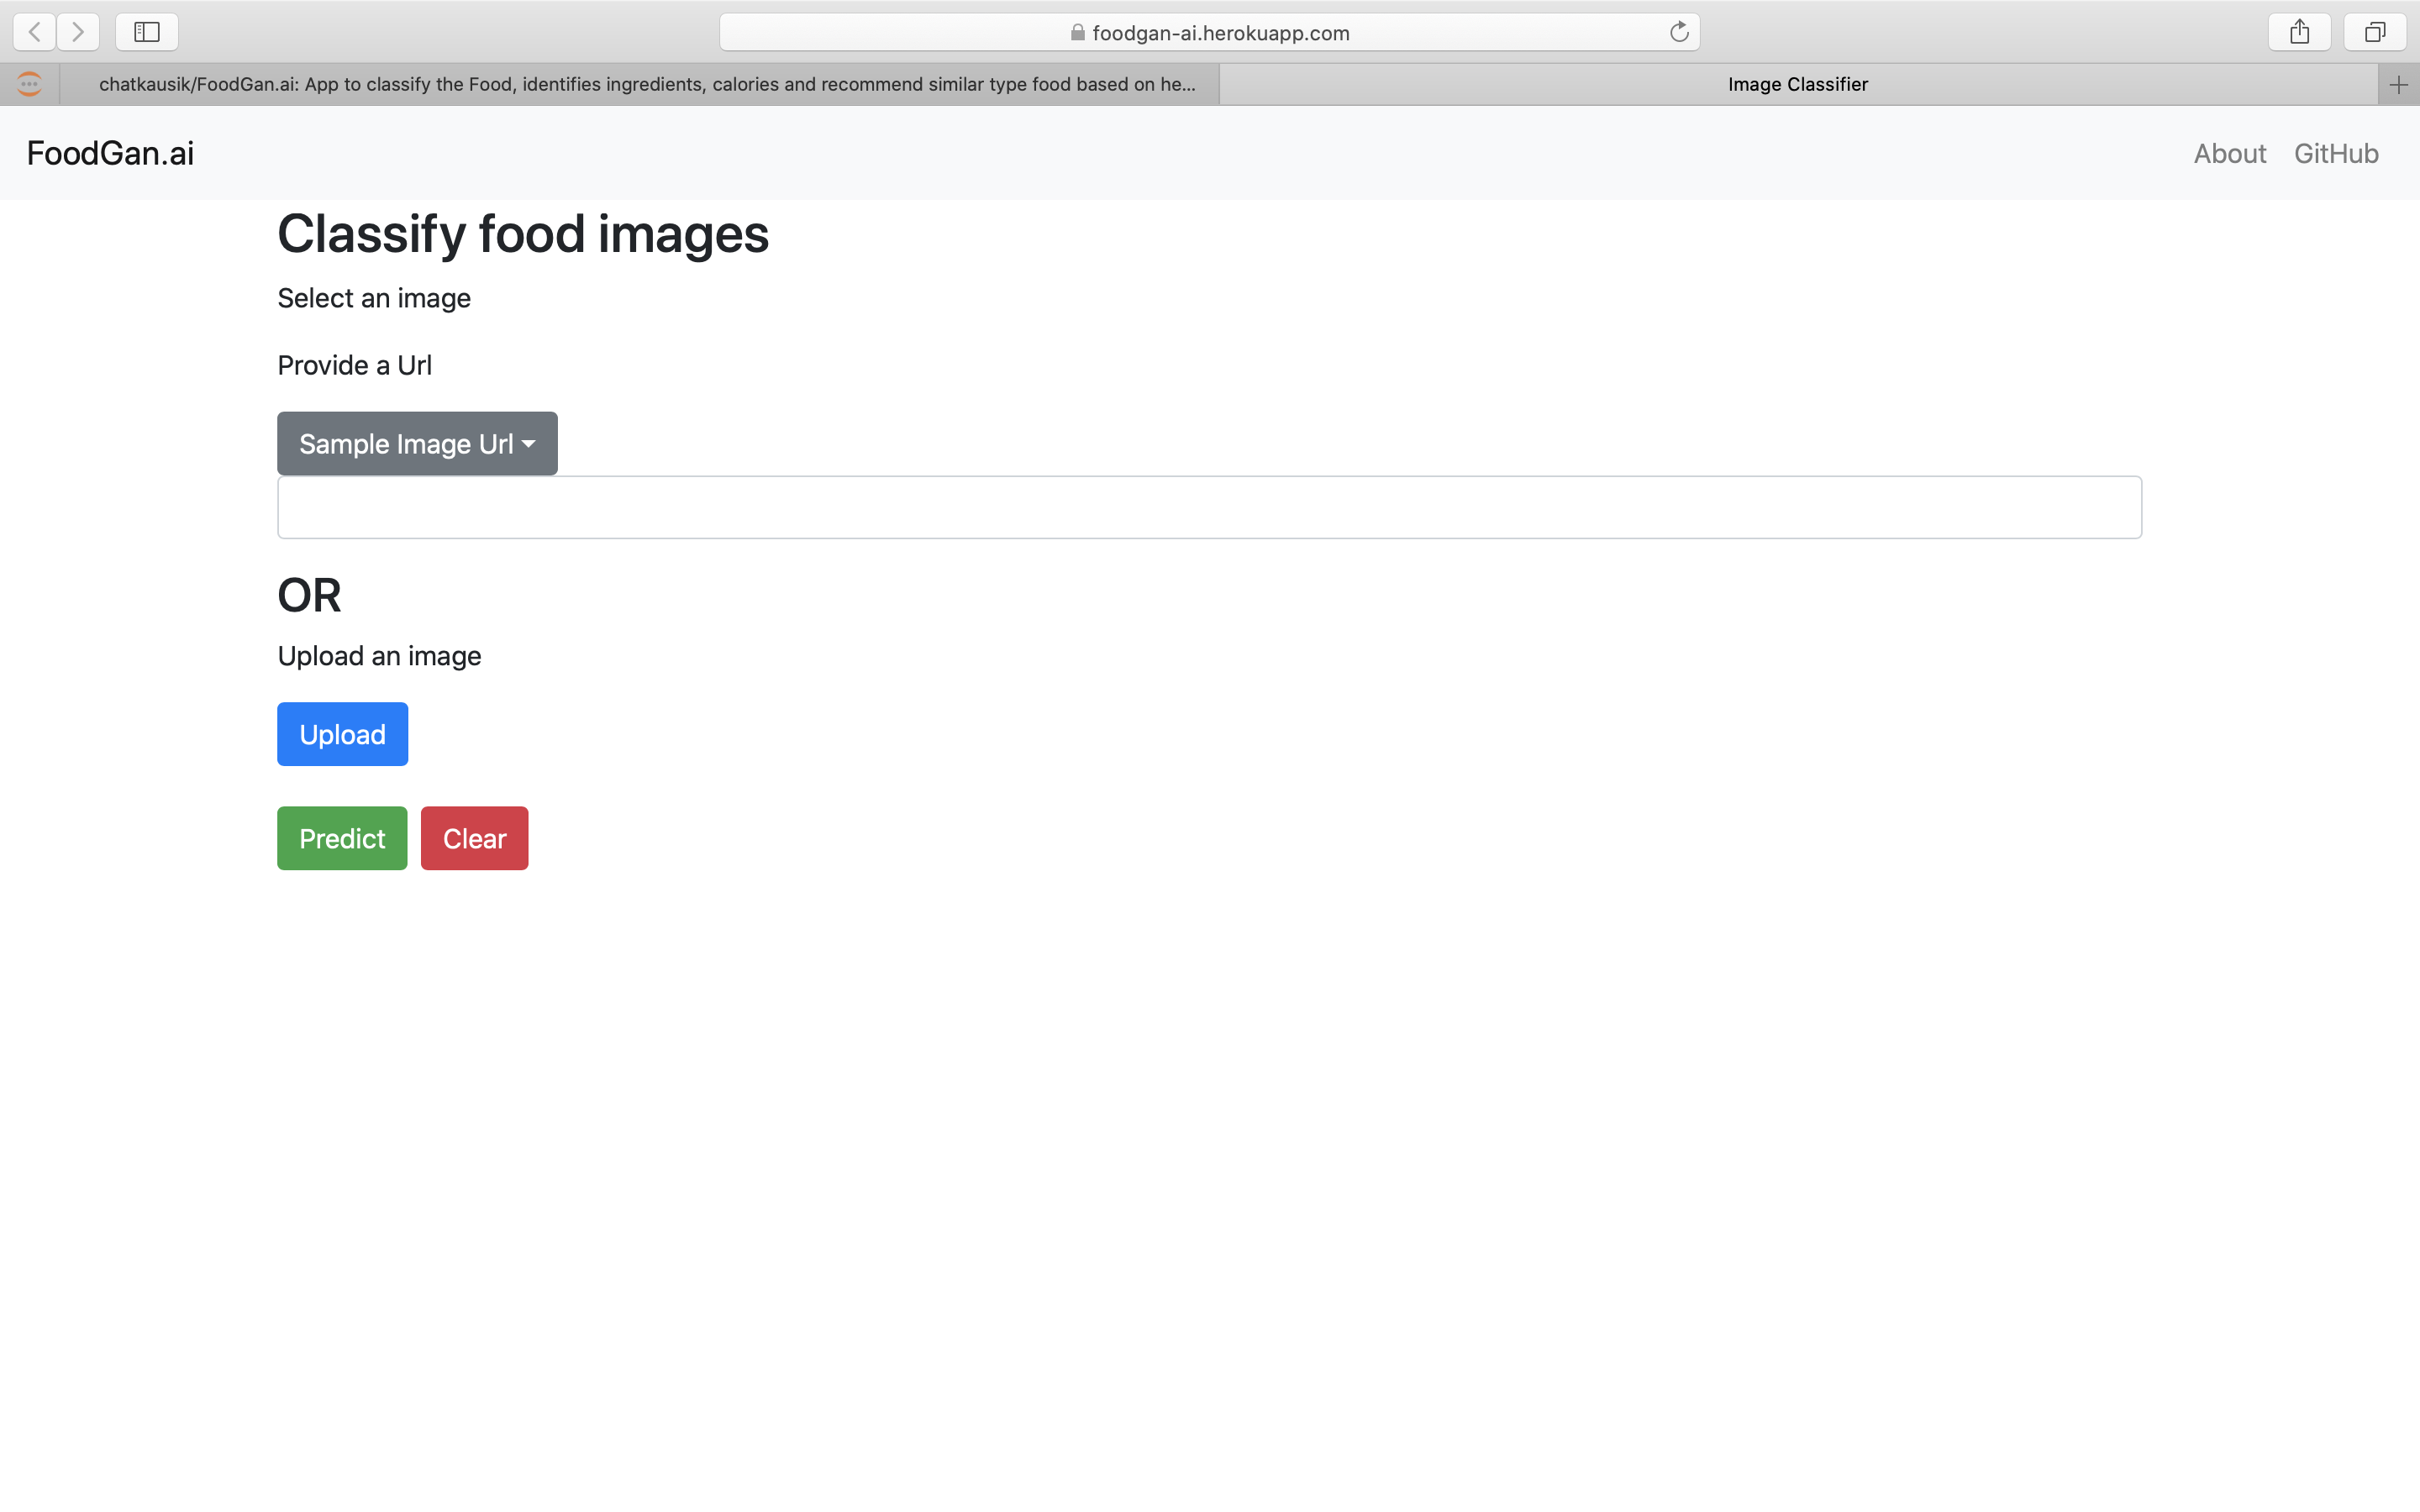 foodgan-ai.herokuapp.com
chatkausik/FoodGan.ai: App to classify the Food, identifies ingredients, calories and recommend similar type food based on he...
Image Classifier
FoodGan.ai
About GitHub
Classify food images
Select an image
Provide a Url
Sample Image Url
OR
Upload an image
Upload
Predict Clear